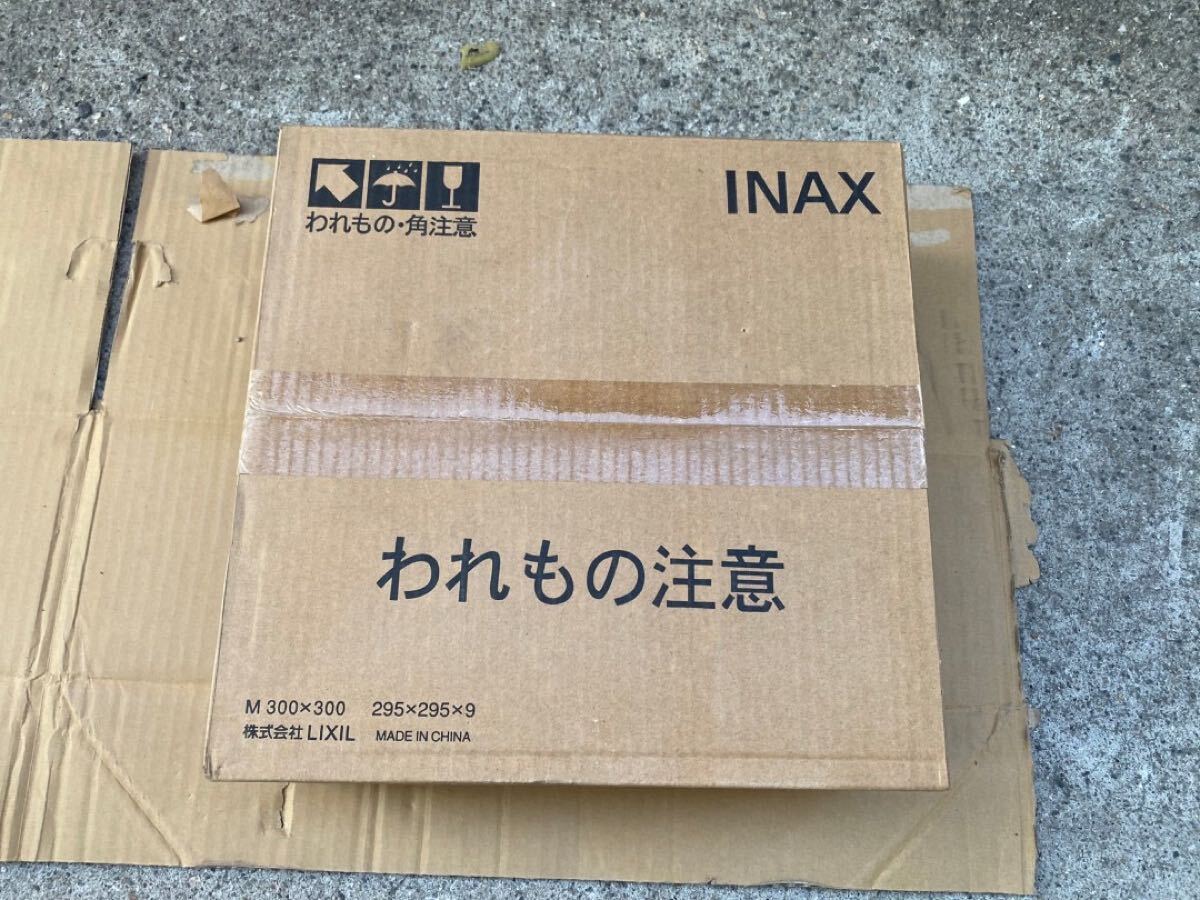 INAX
われもの・角注意
われもの注意
M 300×300 295×295×9
株式会社 LIXIL MADE IN CHINA